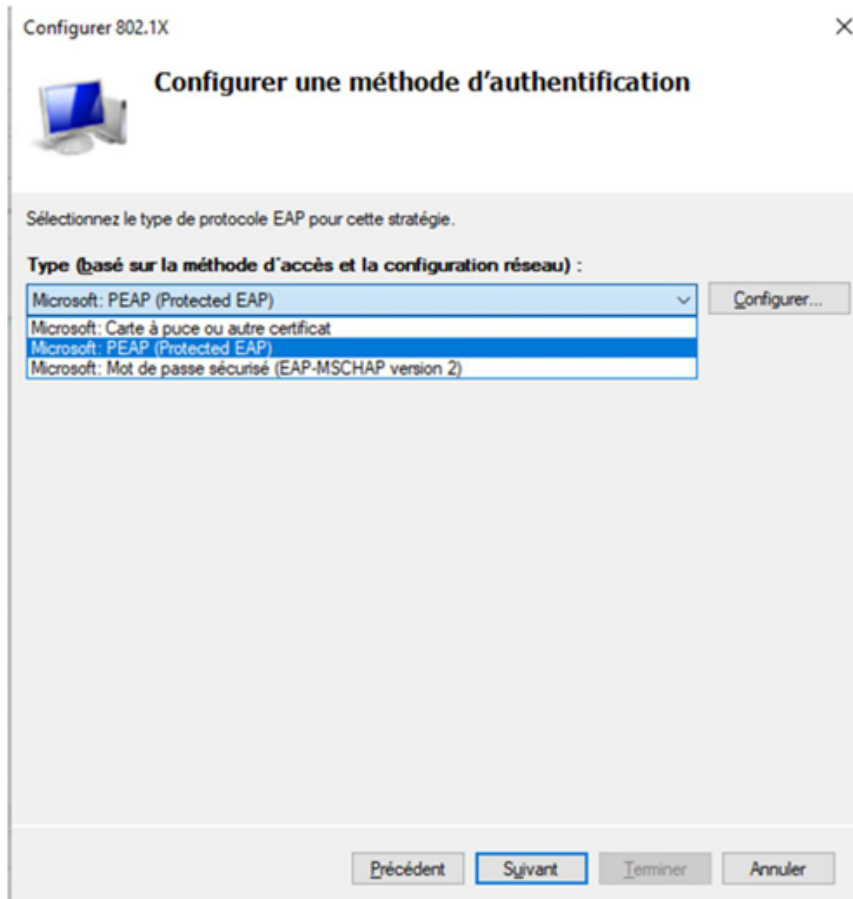 Configurer 802.1X
Configurer une méthode d'authentification
Sélectionnez le type de protocole EAP pour cette stratégie.
Type (basé sur la méthode d'accès et la configuration réseau) :
Microsoft: PEAP (Protected EAP)
Configurer...
Microsoft: Carte à puce ou autre certificat
Microsoft: PEAP (Protected EAP)
Microsoft: Mot de passe sécurisé (EAP-MSCHAP version 2)
Précédent
Suivant
Terminer
Annuler